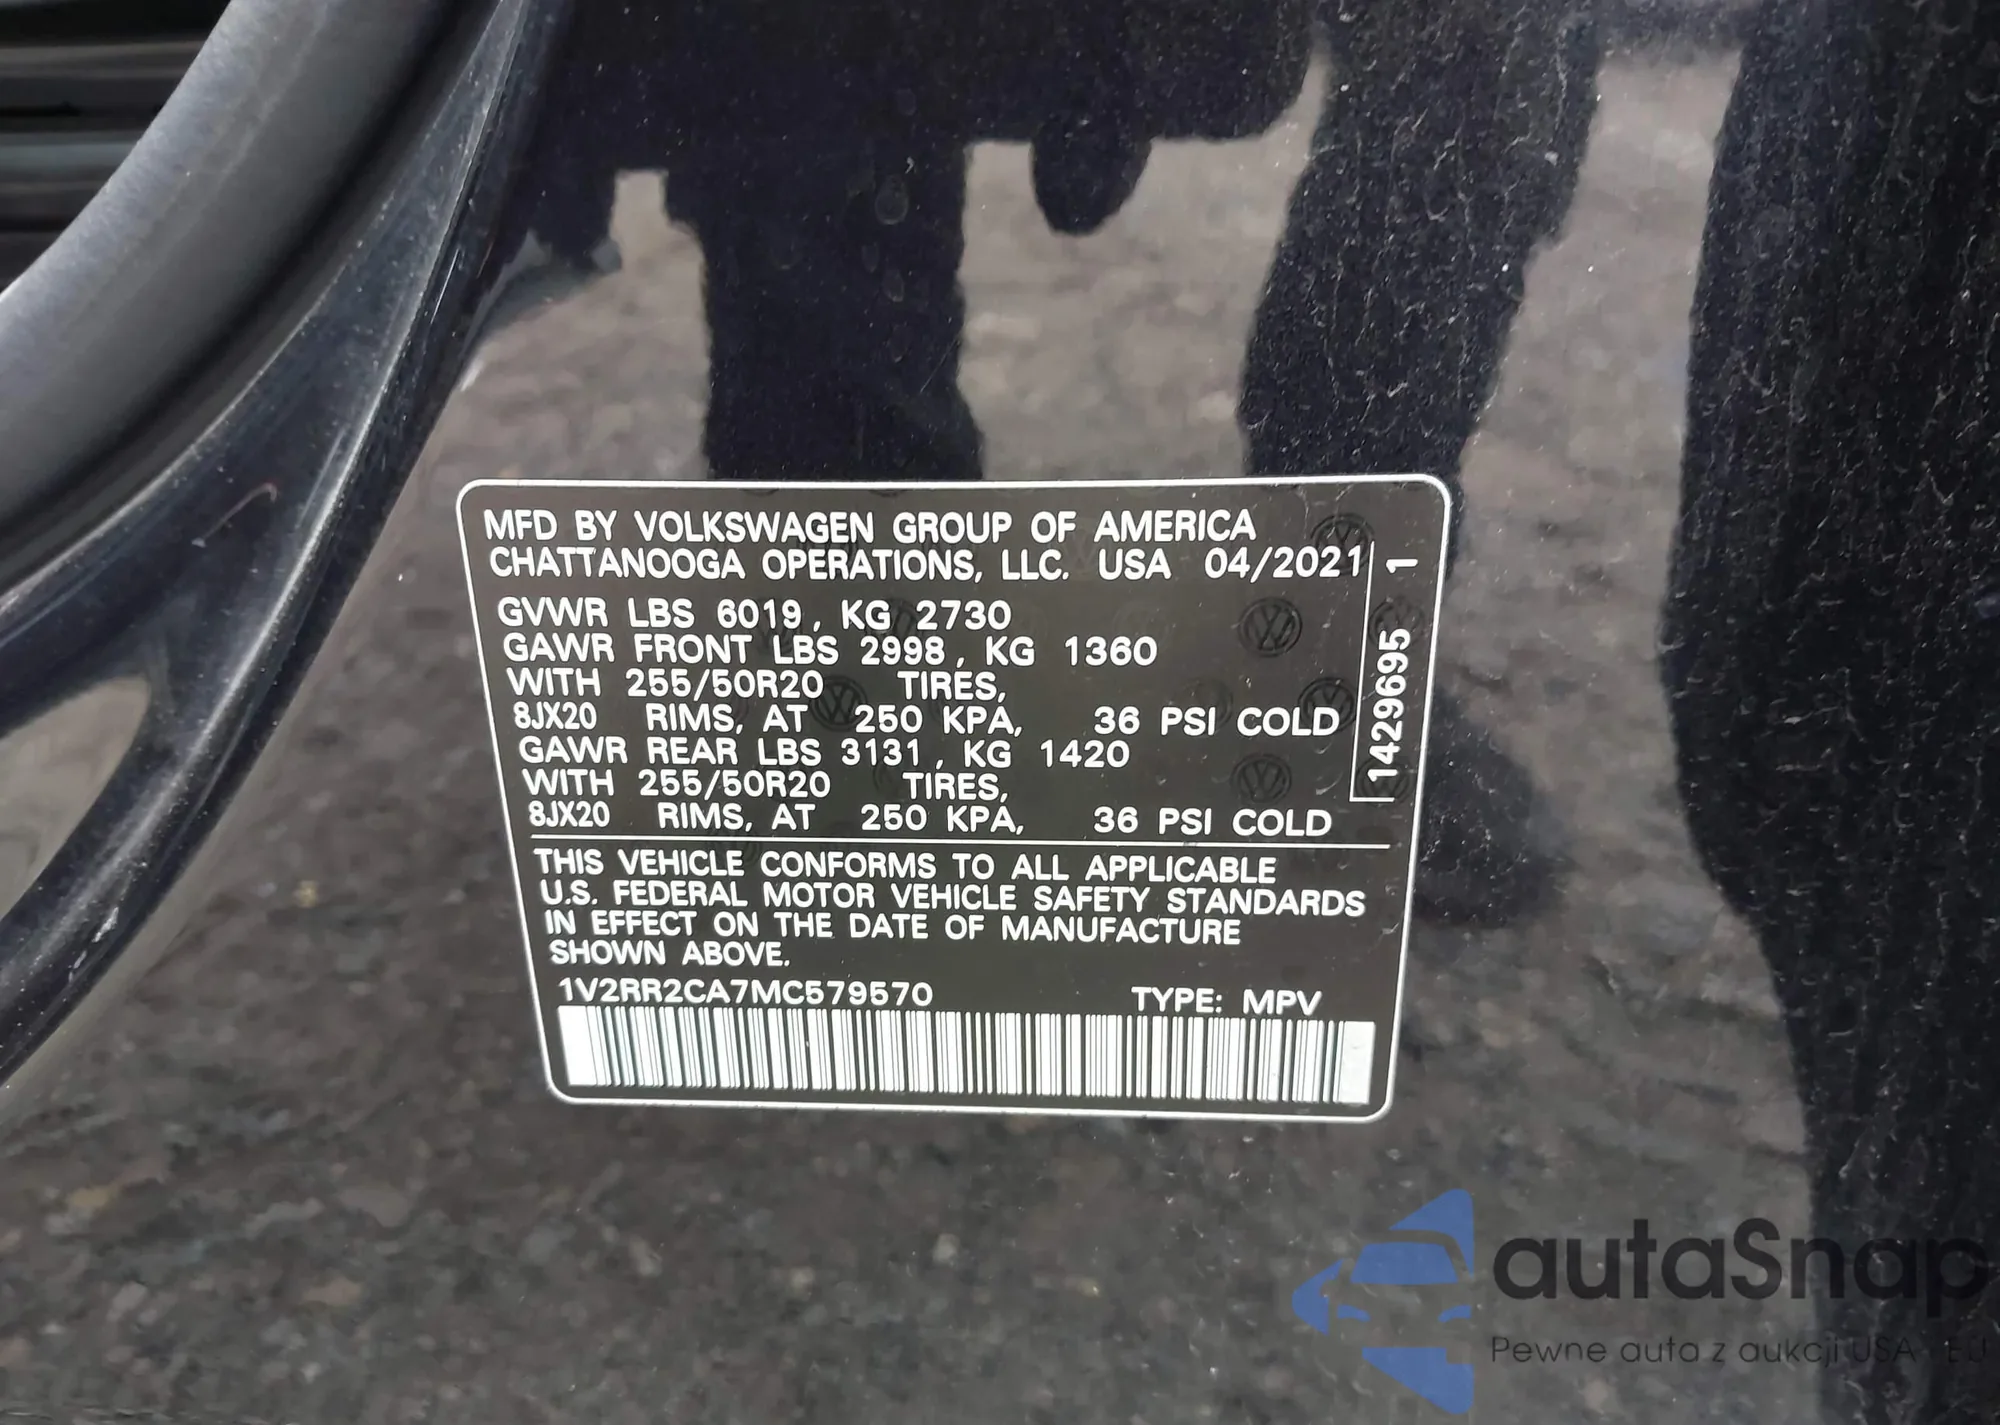 MFD BY VOLKSWAGEN GROUP OF AMERICA
CHATTANOOGA OPERATIONS, LLC. USA 04/2021
GVWR LBS 6019, KG 2730
GAWR FRONT LBS 2998, KG 1360
WITH 255/50R20 TIRES,
8JX20 RIMS, AT 250 KPA, 36 PSI COLD
GAWR REAR LBS 3131, KG 1420
WITH 255/50R20 TIRES,
8JX20 RIMS, AT 250 KPA, 36 PSI COLD
14296951 1
THIS VEHICLE CONFORMS TO ALL APPLICABLE
U.S. FEDERAL MOTOR VEHICLE SAFETY STANDARDS
IN EFFECT ON THE DATE OF MANUFACTURE
SHOWN ABOVE.
1V2RR2CA7MC579570 TYPE: MPV
autaSnap
Pewne auta z aukcji USA - EU